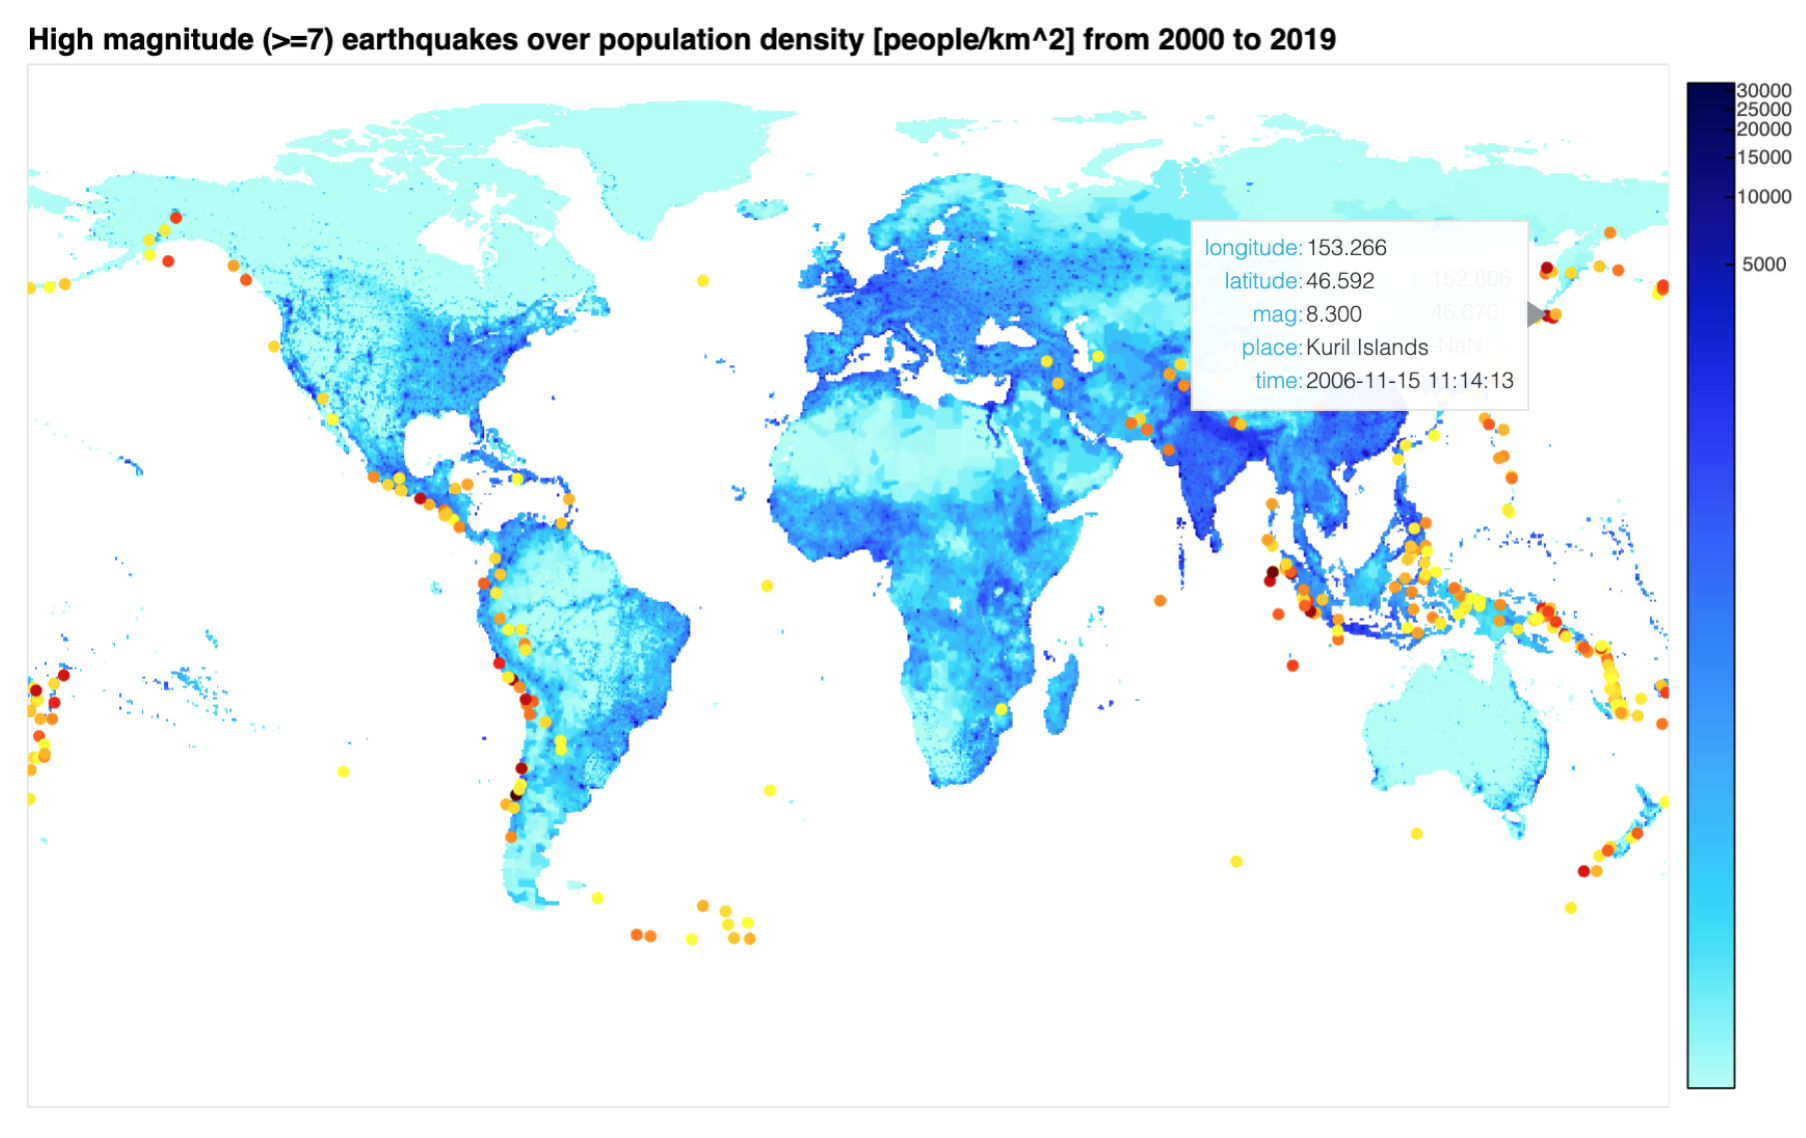 High magnitude (>=7) earthquakes over population density [people/km^2] from 2000 to 2019
30000
25000
20000
15000
10000
5000
longitude: 153.266
latitude: 46.592 x: 152.806
mag: 8.300 y: 46.670
place: Kuril Islands NaN
time: 2006-11-15 11:14:13